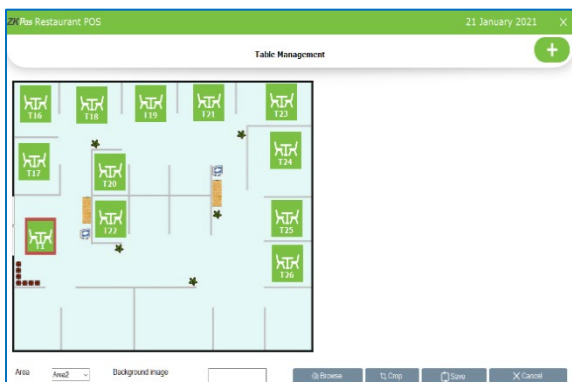 ZKPos Restaurant POS 21 January 2021 X
Table Management +
T16 T18 T19 T21 T23
T17 T20 T24
T1 T22 T25
T26
Area Area2 Background image Browse Crop Save X Cancel